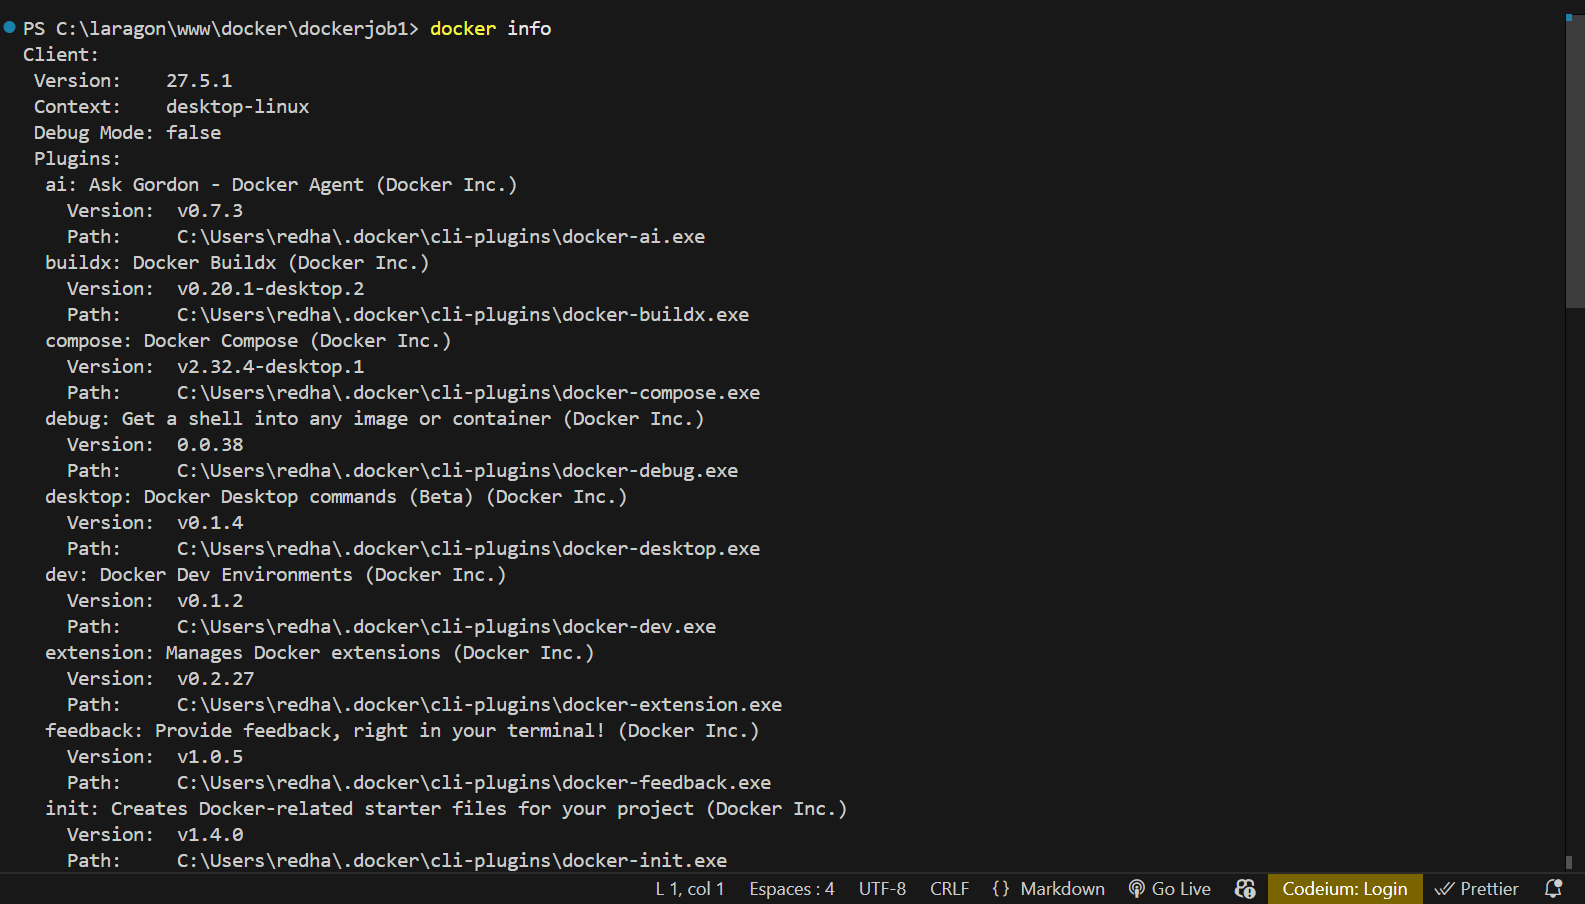 PS C:\laragon\www\docker\dockerjob1> docker info
Client:
 Version:    27.5.1
 Context:    desktop-linux
 Debug Mode: false
 Plugins:
  ai: Ask Gordon - Docker Agent (Docker Inc.)
    Version:  v0.7.3
    Path:     C:\Users\redha\.docker\cli-plugins\docker-ai.exe
  buildx: Docker Buildx (Docker Inc.)
    Version:  v0.20.1-desktop.2
    Path:     C:\Users\redha\.docker\cli-plugins\docker-buildx.exe
  compose: Docker Compose (Docker Inc.)
    Version:  v2.32.4-desktop.1
    Path:     C:\Users\redha\.docker\cli-plugins\docker-compose.exe
  debug: Get a shell into any image or container (Docker Inc.)
    Version:  0.0.38
    Path:     C:\Users\redha\.docker\cli-plugins\docker-debug.exe
  desktop: Docker Desktop commands (Beta) (Docker Inc.)
    Version:  v0.1.4
    Path:     C:\Users\redha\.docker\cli-plugins\docker-desktop.exe
  dev: Docker Dev Environments (Docker Inc.)
    Version:  v0.1.2
    Path:     C:\Users\redha\.docker\cli-plugins\docker-dev.exe
  extension: Manages Docker extensions (Docker Inc.)
    Version:  v0.2.27
    Path:     C:\Users\redha\.docker\cli-plugins\docker-extension.exe
  feedback: Provide feedback, right in your terminal! (Docker Inc.)
    Version:  v1.0.5
    Path:     C:\Users\redha\.docker\cli-plugins\docker-feedback.exe
  init: Creates Docker-related starter files for your project (Docker Inc.)
    Version:  v1.4.0
    Path:     C:\Users\redha\.docker\cli-plugins\docker-init.exe
L 1, col 1 Espaces : 4 UTF-8 CRLF {} Markdown Go Live Codeium: Login Prettier